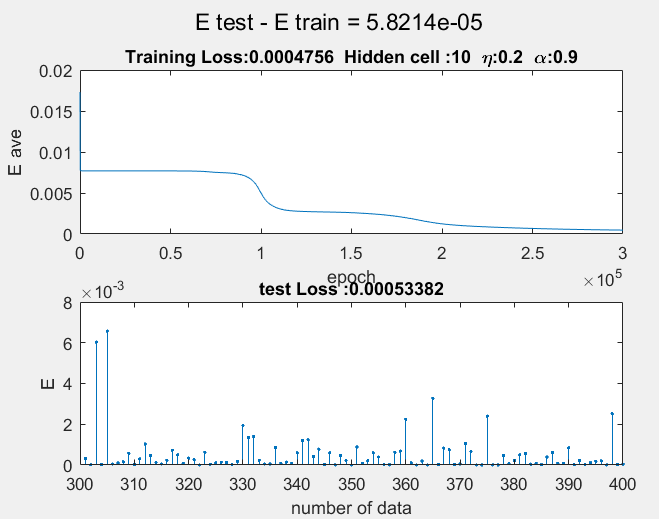 E test - E train = 5.8214e-05
Training Loss:0.0004756 Hidden cell :10 η:0.2 α:0.9
0.02
0.015
0.01
0.005
0
E ave
0 0.5 1 1.5 2 2.5 3
epoch
×10^5
test Loss :0.00053382
×10^-3
8
6
4
2
0
E
300 310 320 330 340 350 360 370 380 390 400
number of data